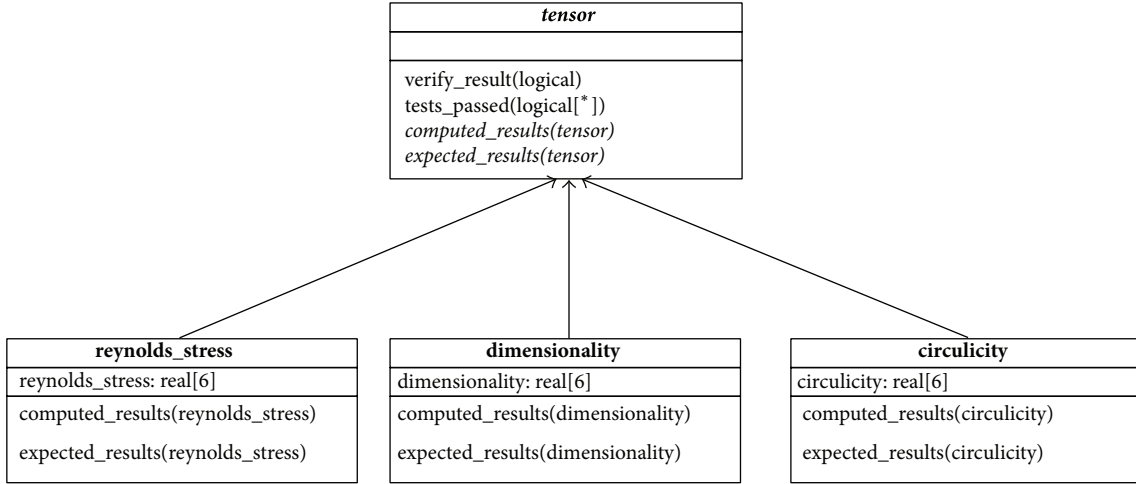 tensor
verify_result(logical)
tests_passed(logical[*])
computed_results(tensor)
expected_results(tensor)
reynolds_stress
reynolds_stress: real[6]
computed_results(reynolds_stress)
expected_results(reynolds_stress)
dimensionality
dimensionality: real[6]
computed_results(dimensionality)
expected_results(dimensionality)
circulicity
circulicity: real[6]
computed_results(circulicity)
expected_results(circulicity)